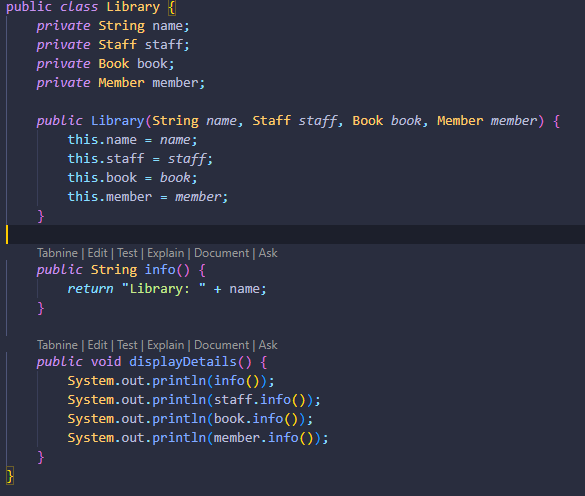 public class Library {
    private String name;
    private Staff staff;
    private Book book;
    private Member member;

    public Library(String name, Staff staff, Book book, Member member) {
        this.name = name;
        this.staff = staff;
        this.book = book;
        this.member = member;
    }

    Tabnine | Edit | Test | Explain | Document | Ask
    public String info() {
        return "Library: " + name;
    }

    Tabnine | Edit | Test | Explain | Document | Ask
    public void displayDetails() {
        System.out.println(info());
        System.out.println(staff.info());
        System.out.println(book.info());
        System.out.println(member.info());
    }
}